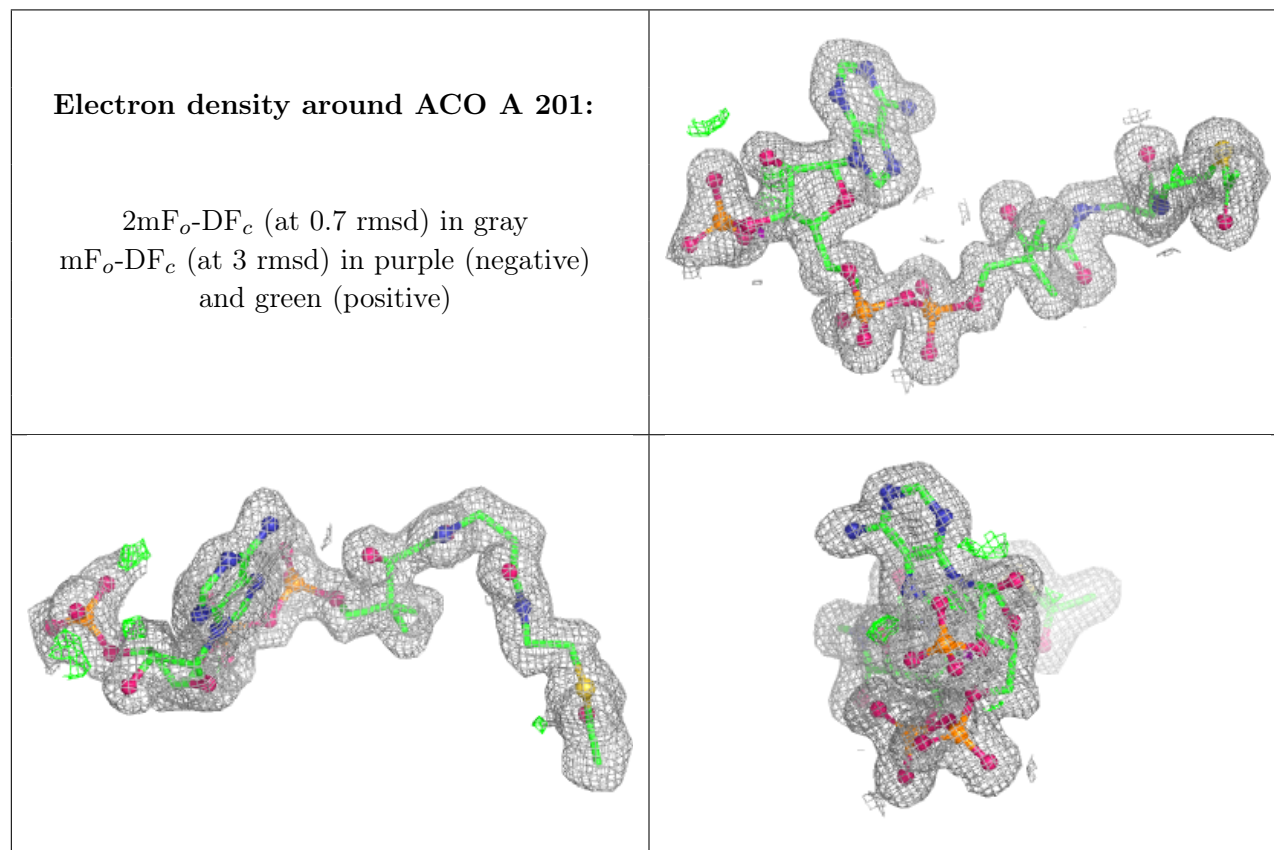 Electron density around ACO A 201:
2mFo-DFc (at 0.7 rmsd) in gray
mFo-DFc (at 3 rmsd) in purple (negative)
and green (positive)